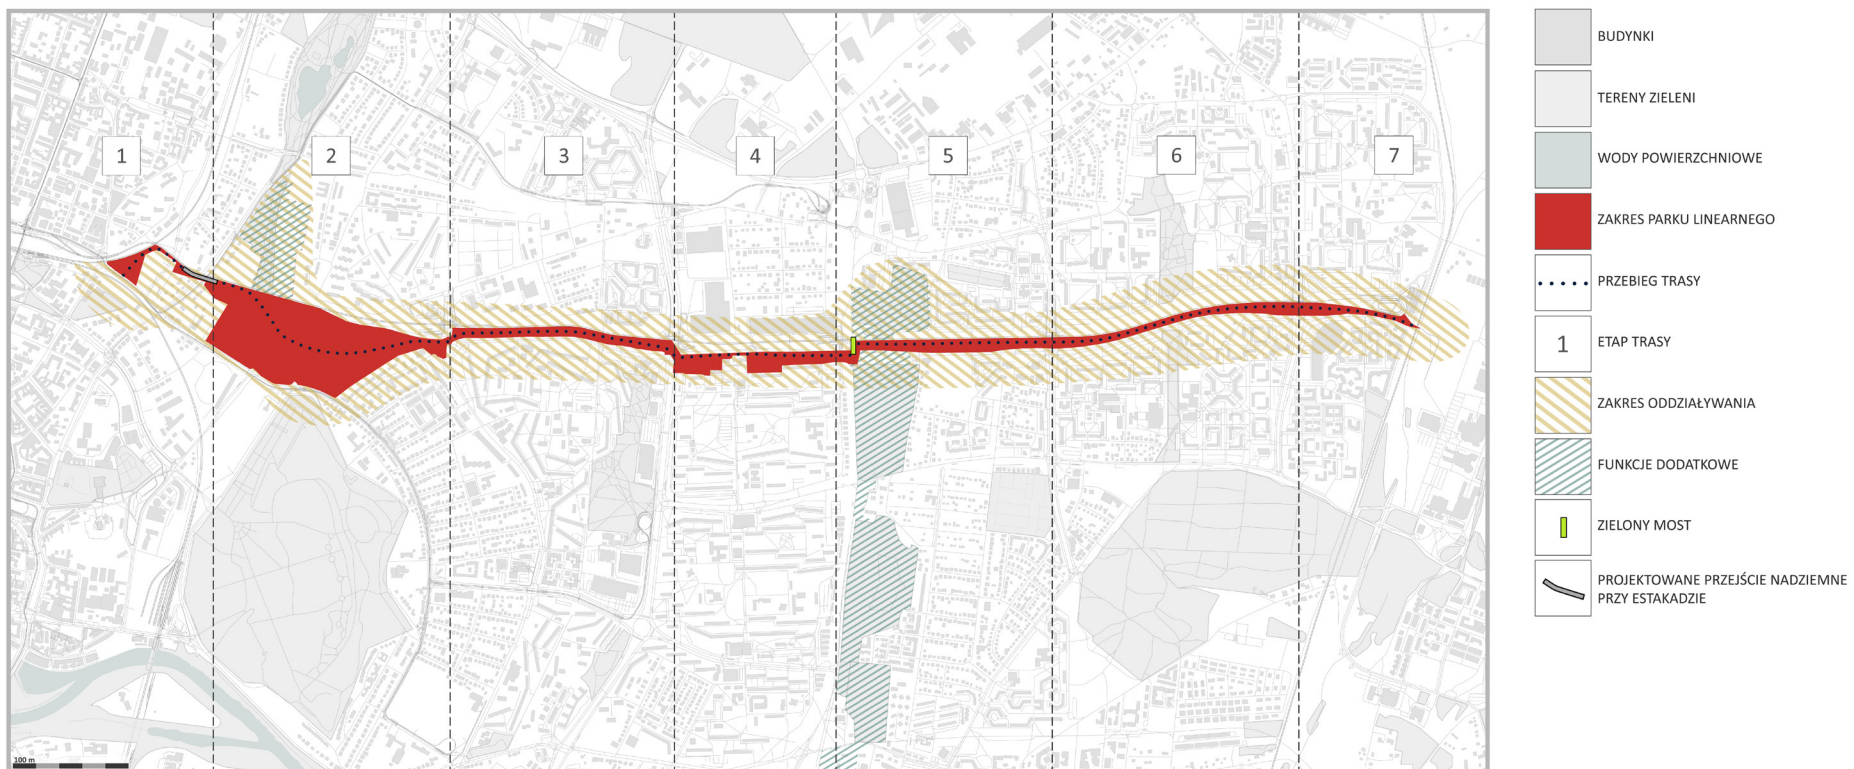 1
2
3
4
5
6
7
100 m
BUDYNKI
TERENY ZIELENI
WODY POWIERZCHNIOWE
ZAKRES PARKU LINEARNEGO
PRZEBIEG TRASY
1
ETAP TRASY
ZAKRES ODDZIAŁYWANIA
FUNKCJE DODATKOWE
ZIELONY MOST
PROJEKTOWANE PRZEJŚCIE NADZIEMNE
PRZY ESTAKADZIE